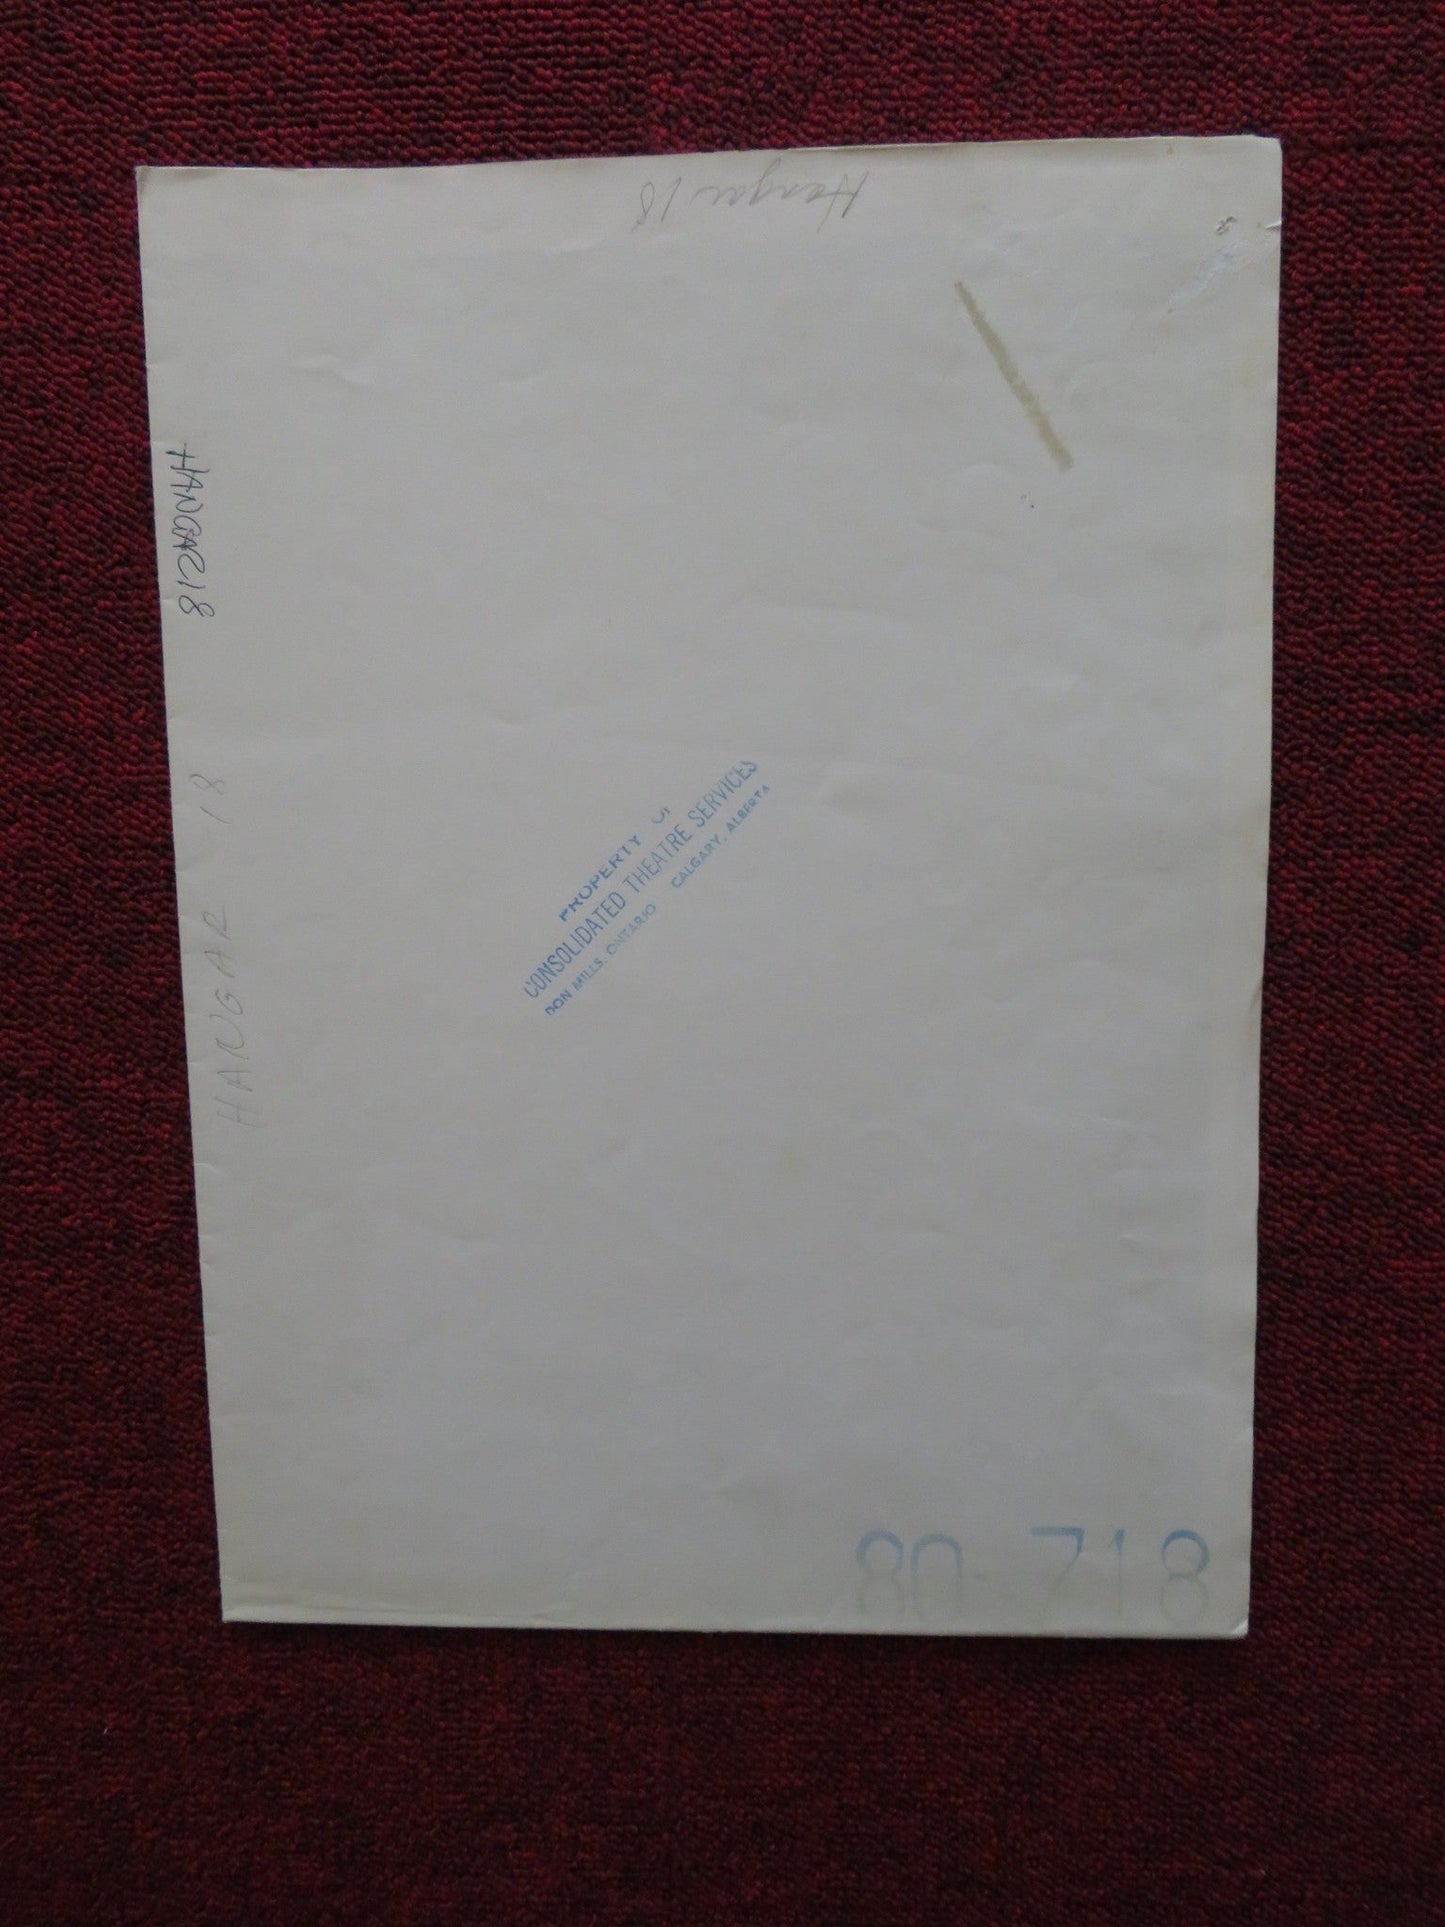 Hangar 18
HANGAR 18
HANGAR 18
PROPERTY OF
CONSOLIDATED THEATRE SERVICES
DON MILLS, ONTARIO CALGARY, ALBERTA
80-718